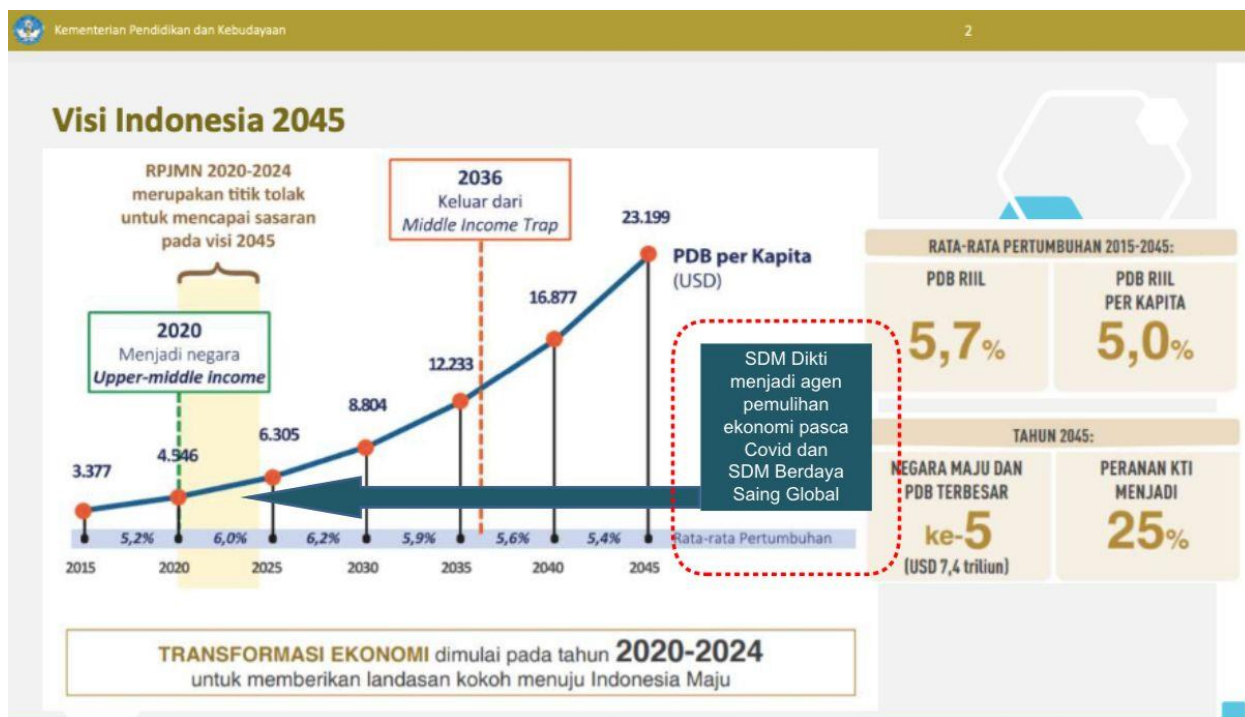 Kementerian Pendidikan dan Kebudayaan
2
Visi Indonesia 2045
RPJMN 2020-2024
merupakan titik tolak
untuk mencapai sasaran
pada visi 2045
2036
Keluar dari
Middle Income Trap
2020
Menjadi negara
Upper-middle income
PDB per Kapita
(USD)
3.377
4.546
6.305
8.804
12.233
16.877
23.199
5,2%
6,0%
6,2%
5,9%
5,6%
5,4%
Rata-rata Pertumbuhan
2015
2020
2025
2030
2035
2040
2045
SDM Dikti
menjadi agen
pemulihan
ekonomi pasca
Covid dan
SDM Berdaya
Saing Global
RATA-RATA PERTUMBUHAN 2015-2045:
PDB RIIL
5,7%
PDB RIIL
PER KAPITA
5,0%
TAHUN 2045:
NEGARA MAJU DAN
PDB TERBESAR
ke-5
(USD 7,4 triliun)
PERANAN KTI
MENJADI
25%
TRANSFORMASI EKONOMI dimulai pada tahun 2020-2024
untuk memberikan landasan kokoh menuju Indonesia Maju